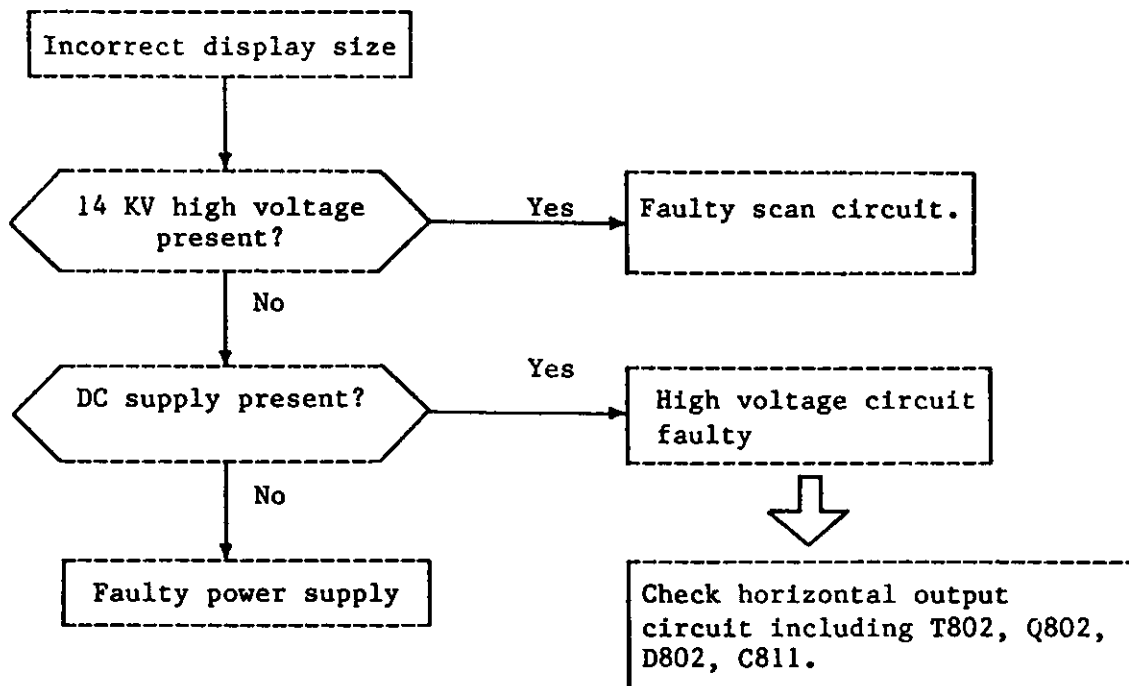 Incorrect display size
14 KV high voltage
present?
Yes
Faulty scan circuit.
No
DC supply present?
Yes
High voltage circuit
faulty
No
Faulty power supply
Check horizontal output
circuit including T802, Q802,
D802, C811.